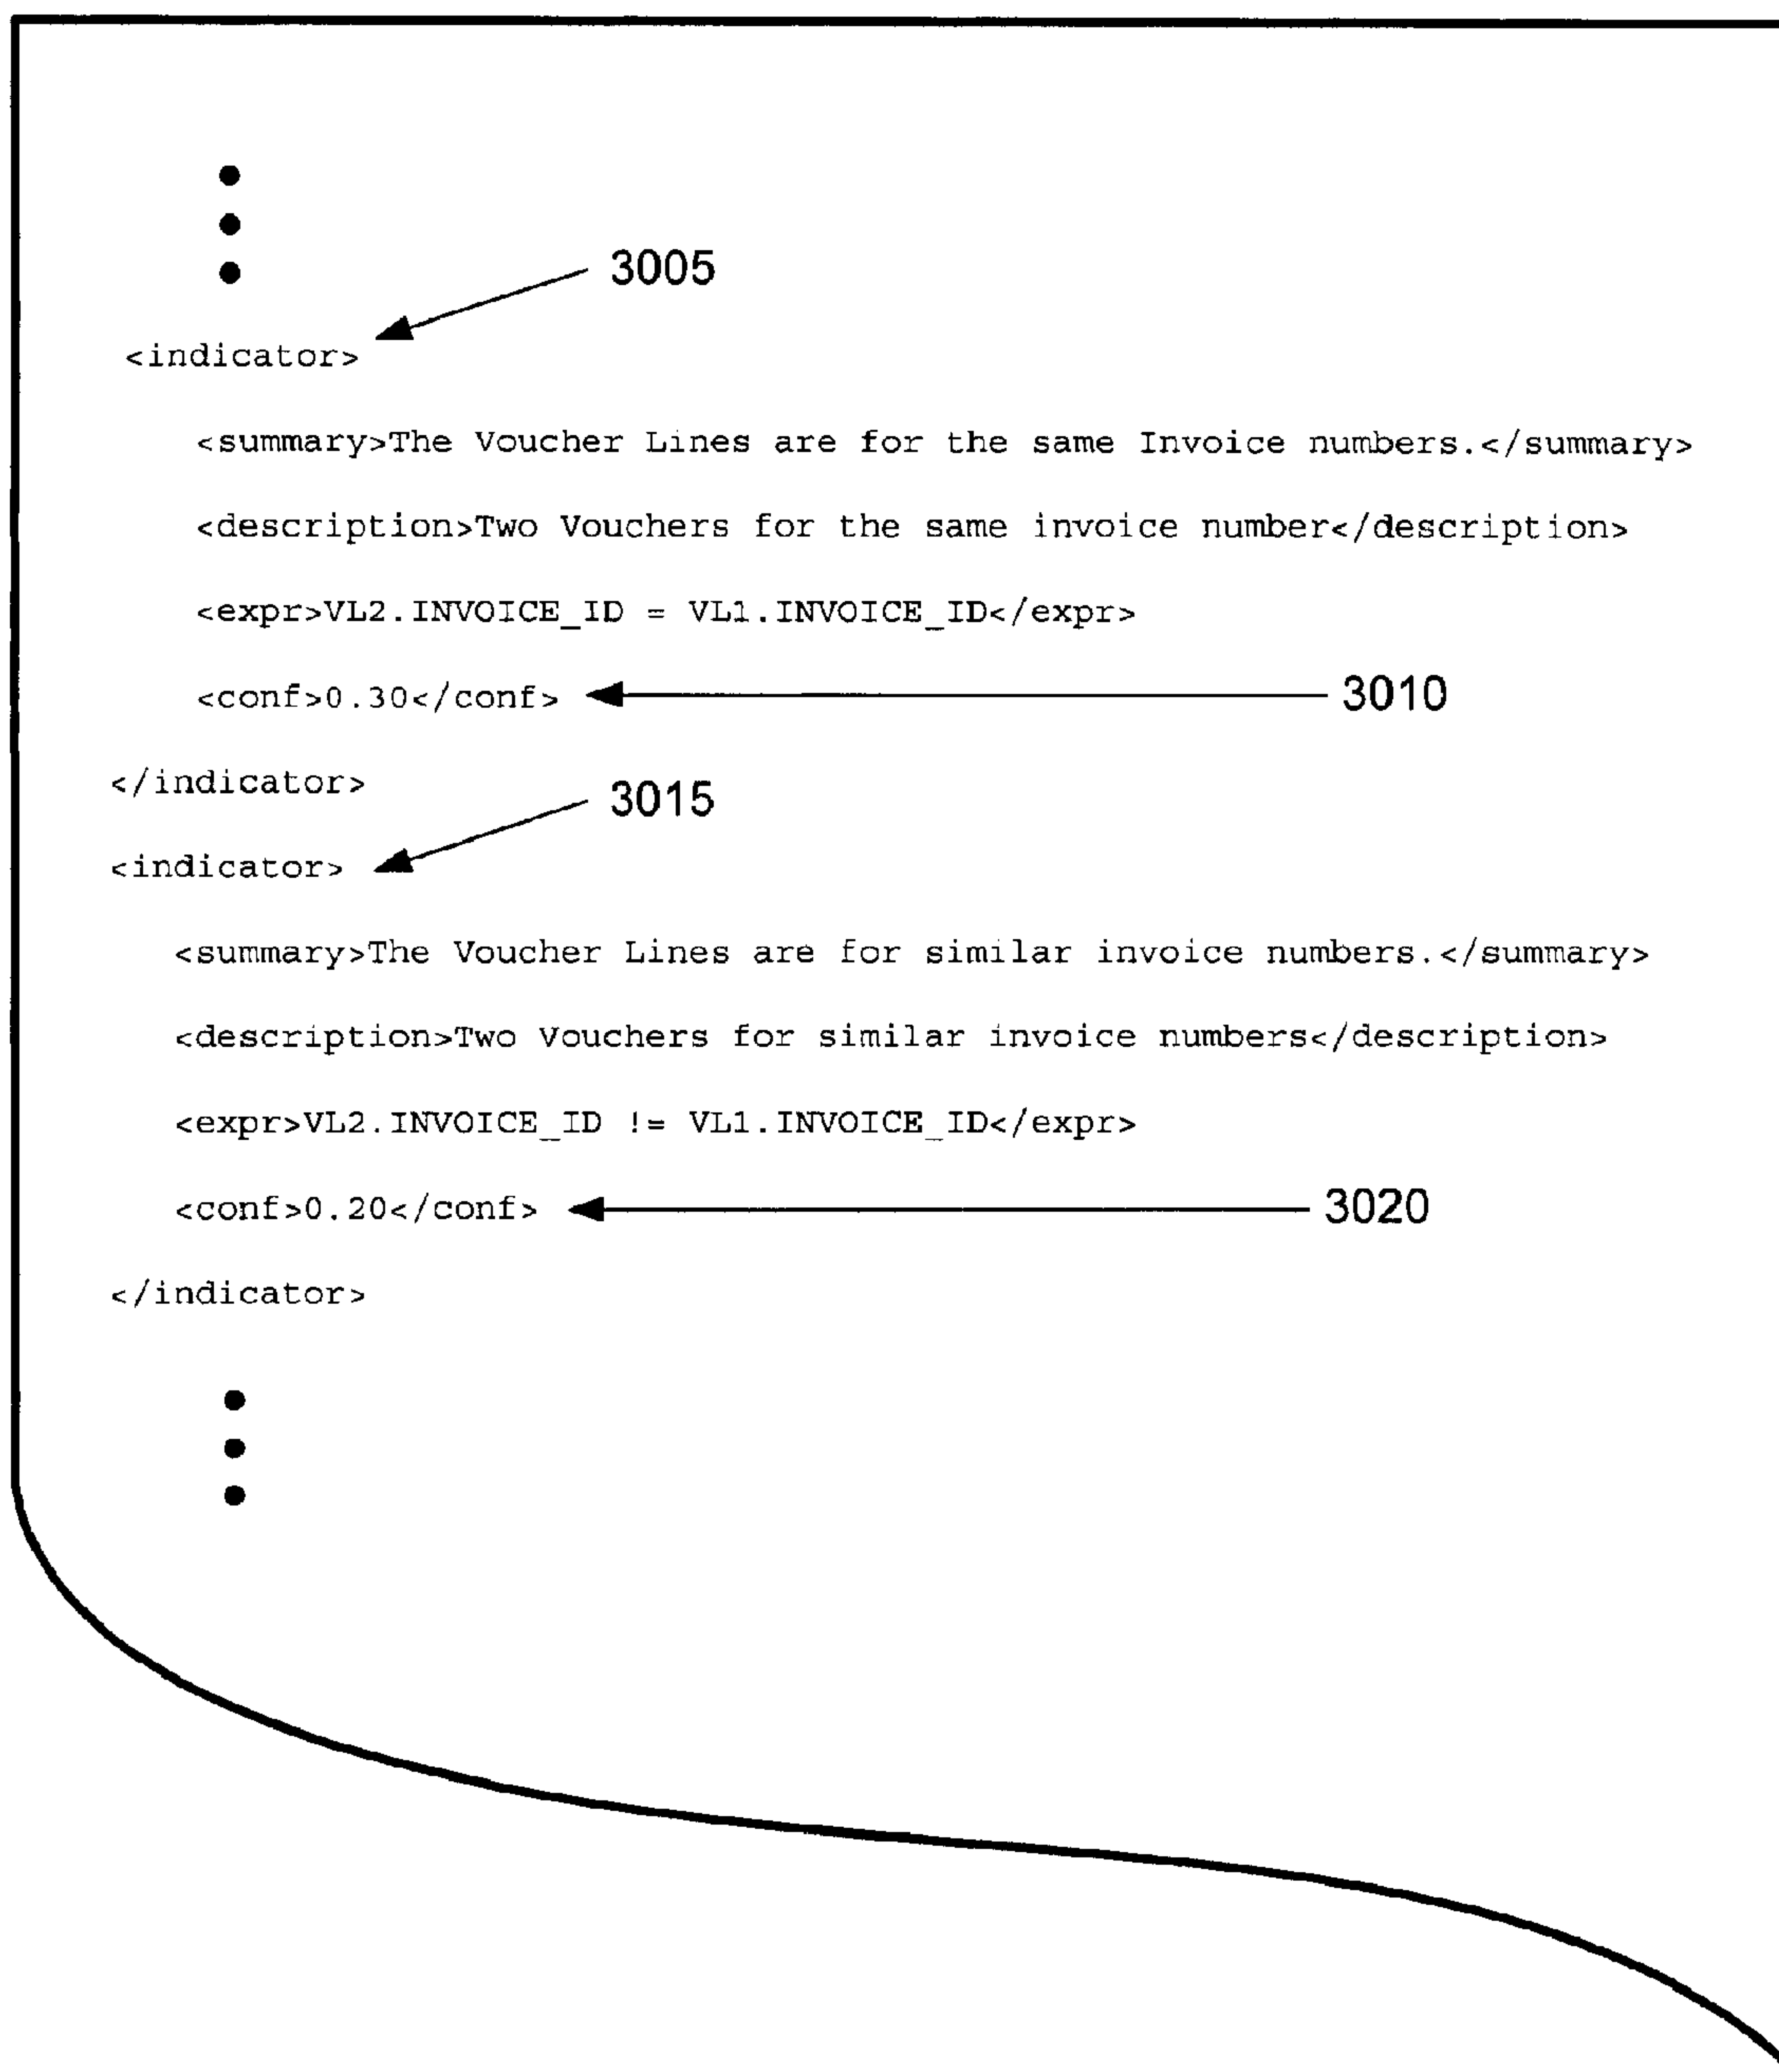 3005
<indicator>
<summary>The Voucher Lines are for the same Invoice numbers.</summary>
<description>Two Vouchers for the same invoice number</description>
<expr>VL2.INVOICE_ID = VL1.INVOICE_ID</expr>
<conf>0.30</conf> 3010
</indicator>
3015
<indicator>
<summary>The Voucher Lines are for similar invoice numbers.</summary>
<description>Two Vouchers for similar invoice numbers</description>
<expr>VL2.INVOICE_ID != VL1.INVOICE_ID</expr>
<conf>0.20</conf> 3020
</indicator>